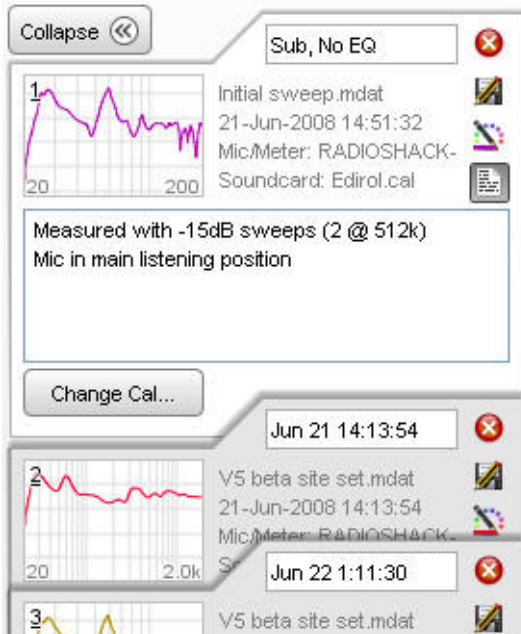 Collapse
Sub, No EQ
1
Initial sweep.mdat
21-Jun-2008 14:51:32
Mic/Meter: RADIOSHACK-
Soundcard: Edirol.cal
20
200
Measured with -15dB sweeps (2 @ 512k)
Mic in main listening position
Change Cal...
Jun 21 14:13:54
2
V5 beta site set.mdat
21-Jun-2008 14:13:54
Mic/Meter: RADIOSHACK-
20
2.0k
Jun 22 1:11:30
3
V5 beta site set.mdat